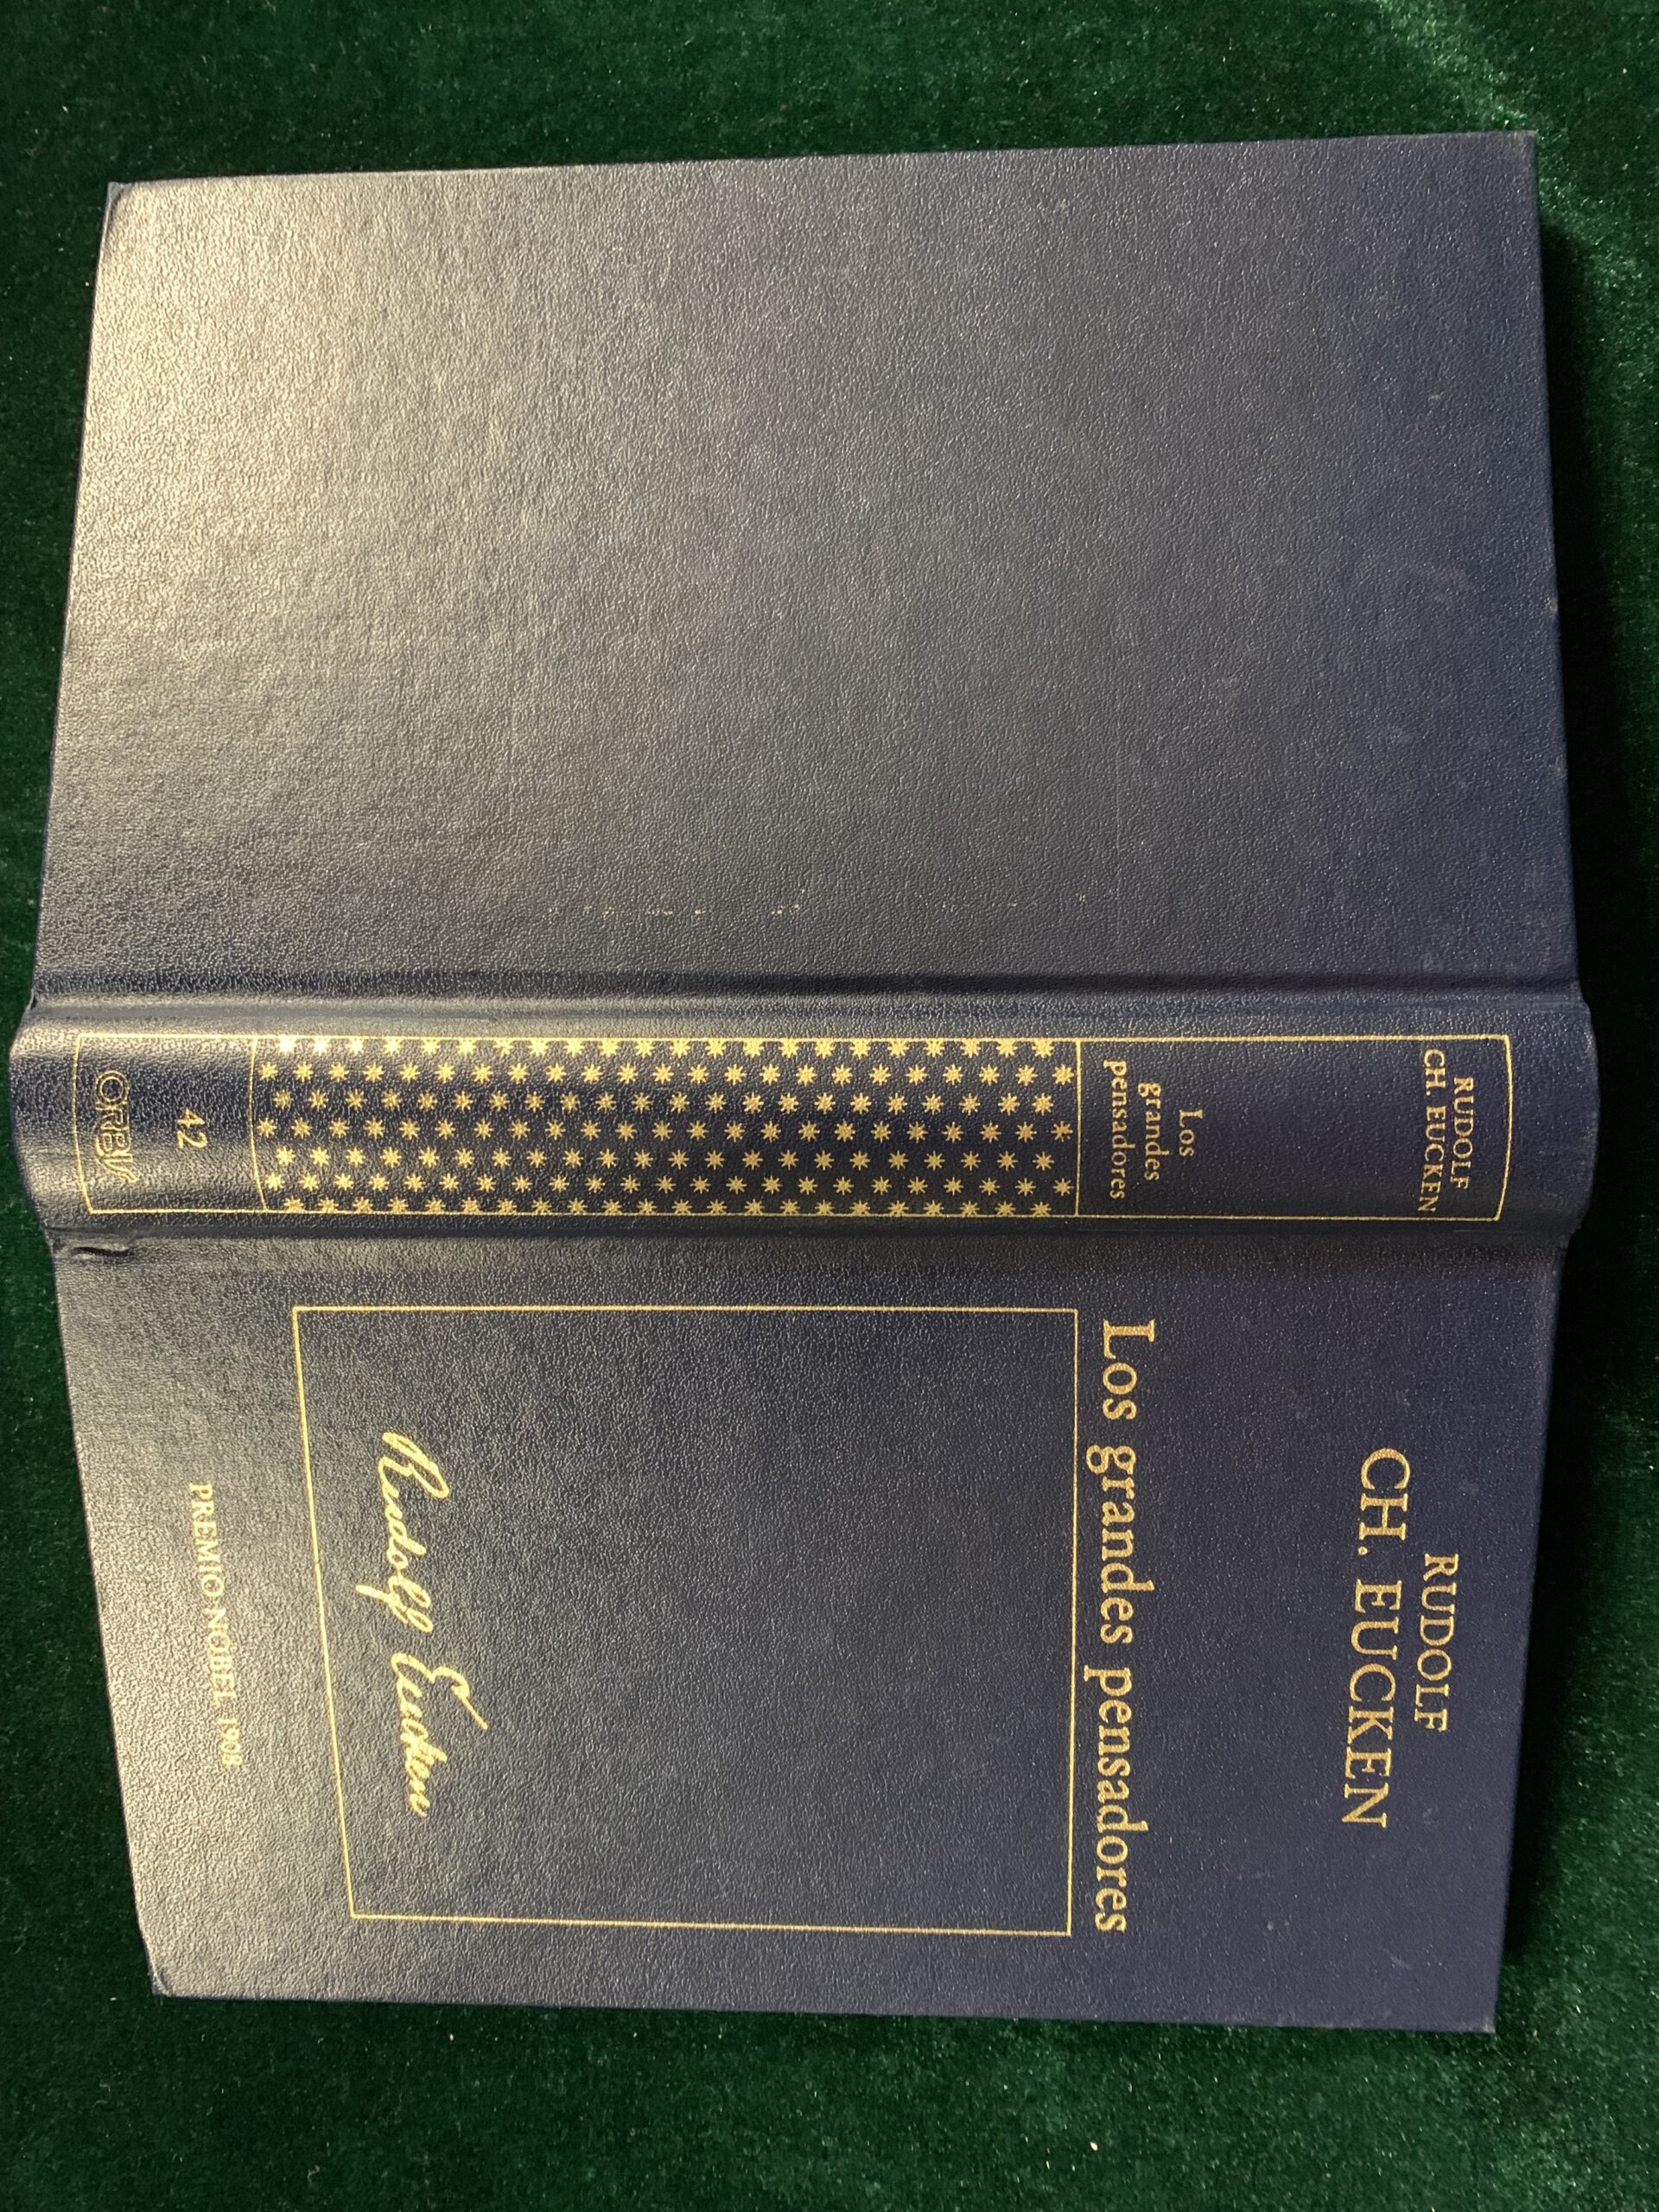 RUDOLF
CH. EUCKEN
Los
grandes
pensadores
42
ORBIS
RUDOLF
CH. EUCKEN
Los grandes pensadores
Rudolf Eucken
PREMIO NOBEL 1908